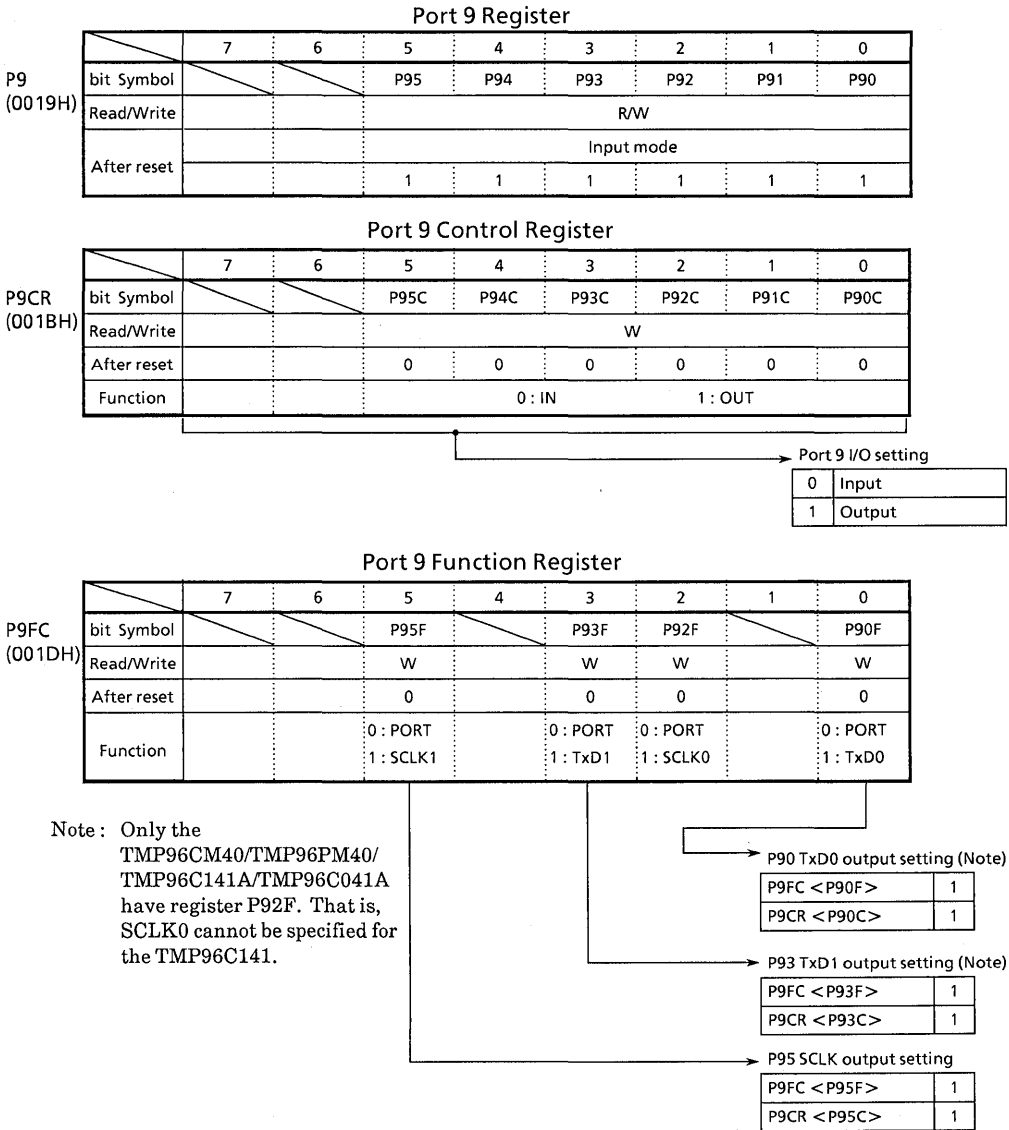 Port 9 Register
7 6 5 4 3 2 1 0
P9 (0019H)
bit Symbol P95 P94 P93 P92 P91 P90
Read/Write R/W
After reset Input mode
1 1 1 1 1 1
Port 9 Control Register
7 6 5 4 3 2 1 0
P9CR (001BH)
bit Symbol P95C P94C P93C P92C P91C P90C
Read/Write W
After reset 0 0 0 0 0 0
Function 0 : IN 1 : OUT
Port 9 I/O setting
0 Input
1 Output
Port 9 Function Register
7 6 5 4 3 2 1 0
P9FC (001DH)
bit Symbol P95F P93F P92F P90F
Read/Write W W W W
After reset 0 0 0 0
Function 0 : PORT 0 : PORT 0 : PORT 0 : PORT
1 : SCLK1 1 : TxD1 1 : SCLK0 1 : TxD0
Note : Only the
TMP96CM40/TMP96PM40/
TMP96C141A/TMP96C041A
have register P92F. That is,
SCLK0 cannot be specified for
the TMP96C141.
P90 TxD0 output setting (Note)
P9FC <P90F> 1
P9CR <P90C> 1
P93 TxD1 output setting (Note)
P9FC <P93F> 1
P9CR <P93C> 1
P95 SCLK output setting
P9FC <P95F> 1
P9CR <P95C> 1